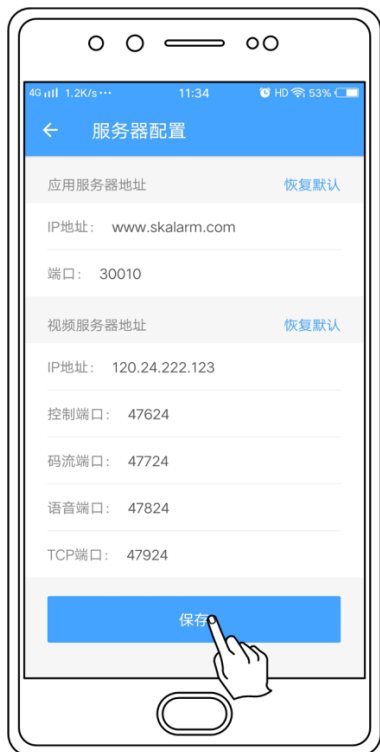 4G 1.2K/s··· 11:34 HD 53%
← 服务器配置
应用服务器地址 恢复默认
IP地址： www.skalarm.com
端口： 30010
视频服务器地址 恢复默认
IP地址： 120.24.222.123
控制端口： 47624
码流端口： 47724
语音端口： 47824
TCP端口： 47924
保存